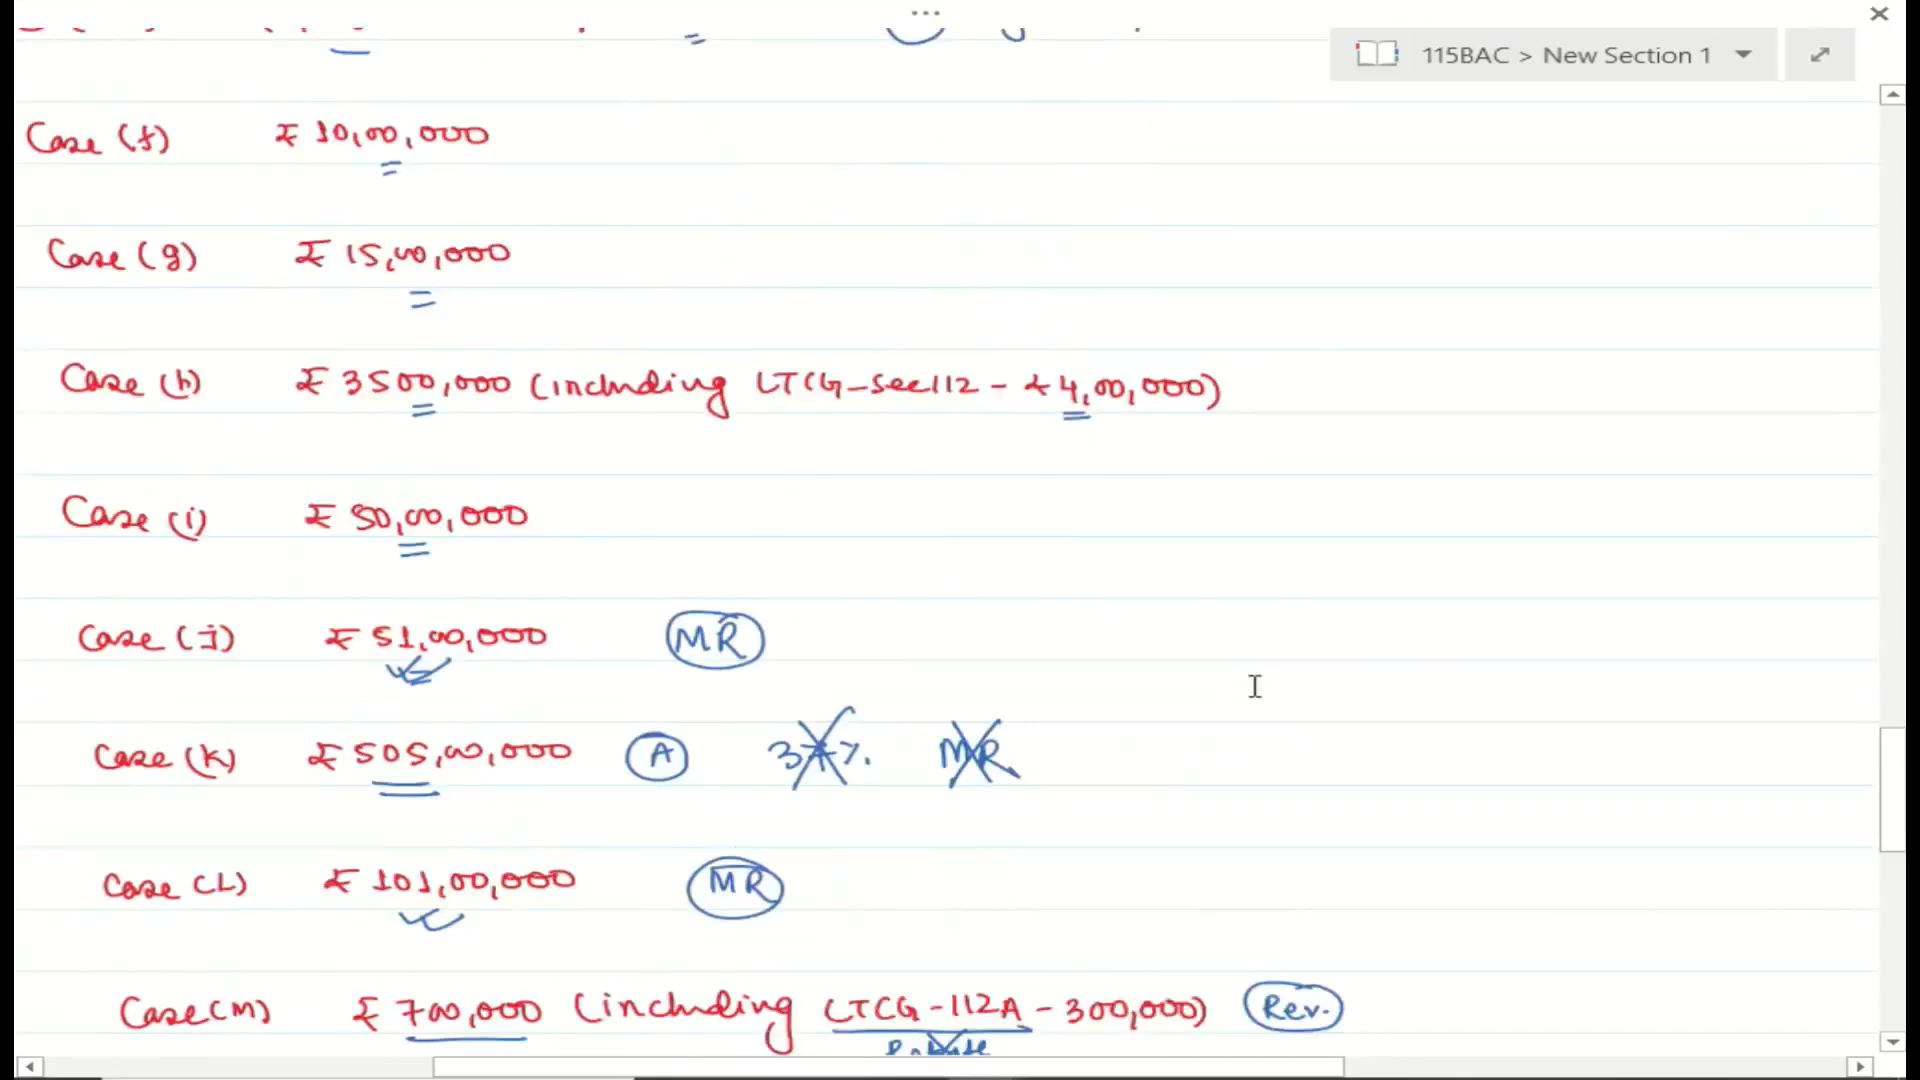 115BAC > New Section 1
Case (f) ₹ 10,00,000
Case (g) ₹ 15,00,000
Case (h) ₹ 3500,000 (including LTCG-Sec112 - ₹ 4,00,000)
Case (i) ₹ 50,00,000
Case (j) ₹ 51,00,000 MR
Case (K) ₹ 505,00,000 A 37%. MR
Case (L) ₹ 101,00,000 MR
Case (M) ₹ 700,000 (including LTCG-112A - 300,000) Rev.